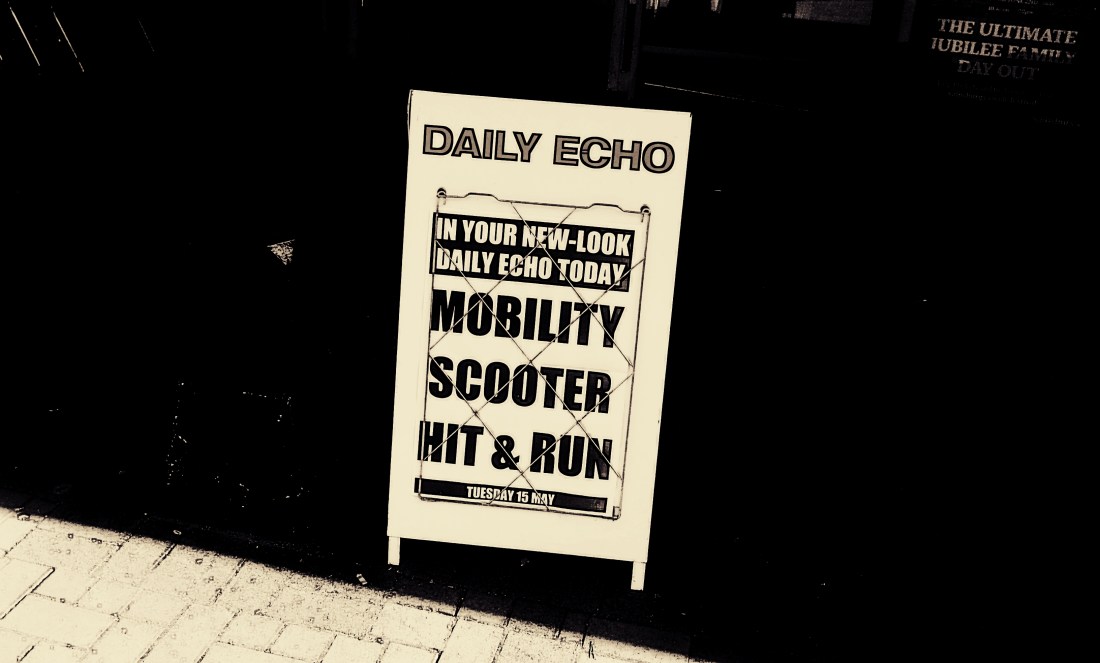 THE ULTIMATE
JUBILEE FAMILY
DAY OUT
DAILY ECHO
IN YOUR NEW-LOOK
DAILY ECHO TODAY
MOBILITY
SCOOTER
HIT & RUN
TUESDAY 15 MAY